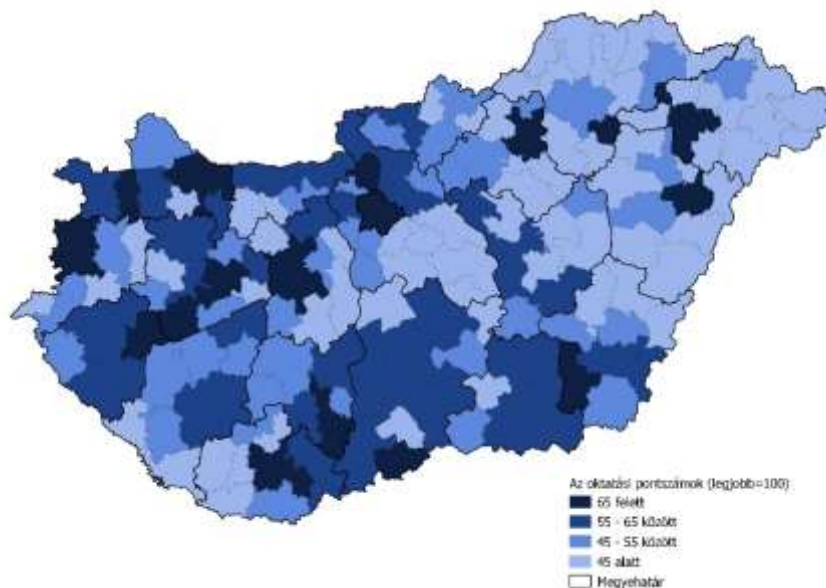 Az oktatási pontszámok (legjobb=100)
65 felett
55 - 65 között
45 - 55 között
45 alatt
Megyehatár